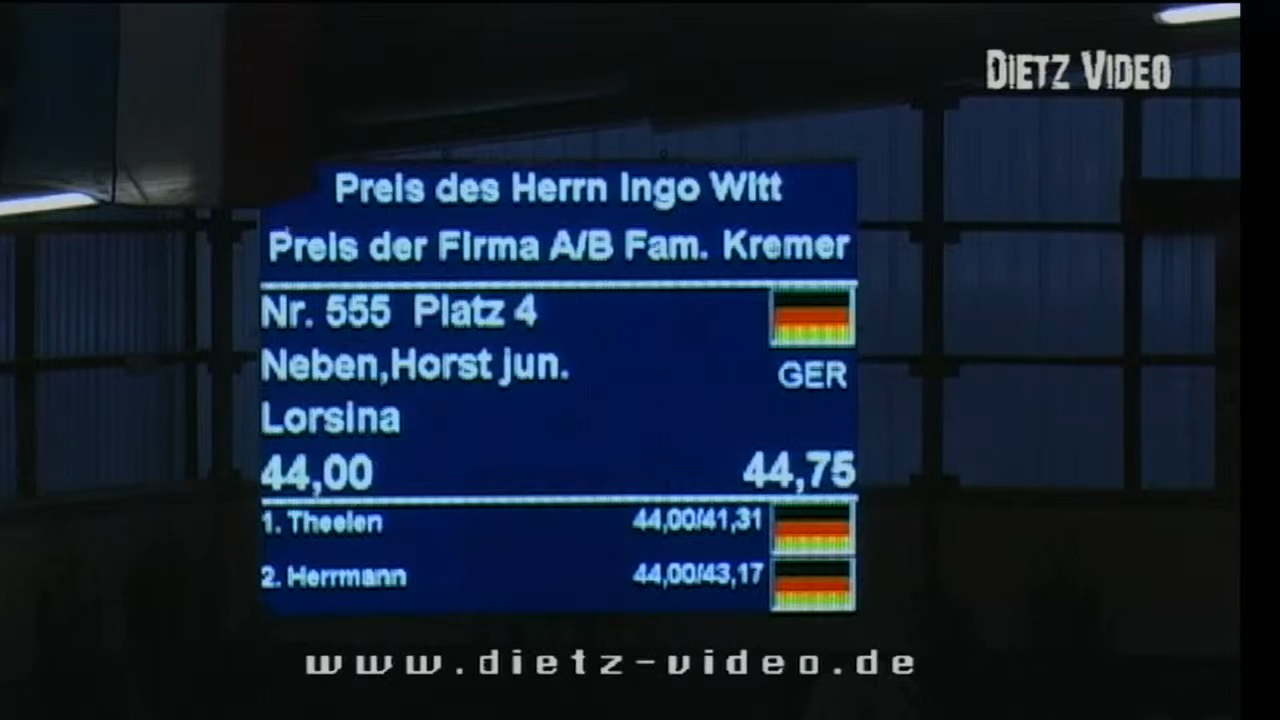 DIETZ VIDEO
Preis des Herrn Ingo Witt
Preis der Firma A/B Fam. Kremer
Nr. 555 Platz 4
Neben,Horst jun.
GER
Lorsina
44,00 44,75
1. Theelen 44,00/41,31
2. Herrmann 44,00/43,17
www.dietz-video.de